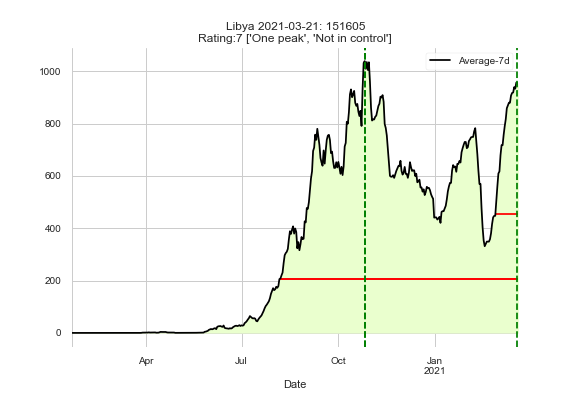 Libya 2021-03-21: 151605
Rating:7 ['One peak', 'Not in control']
Average-7d
1000
800
600
400
200
0
Apr
Jul
Oct
Jan
2021
Date